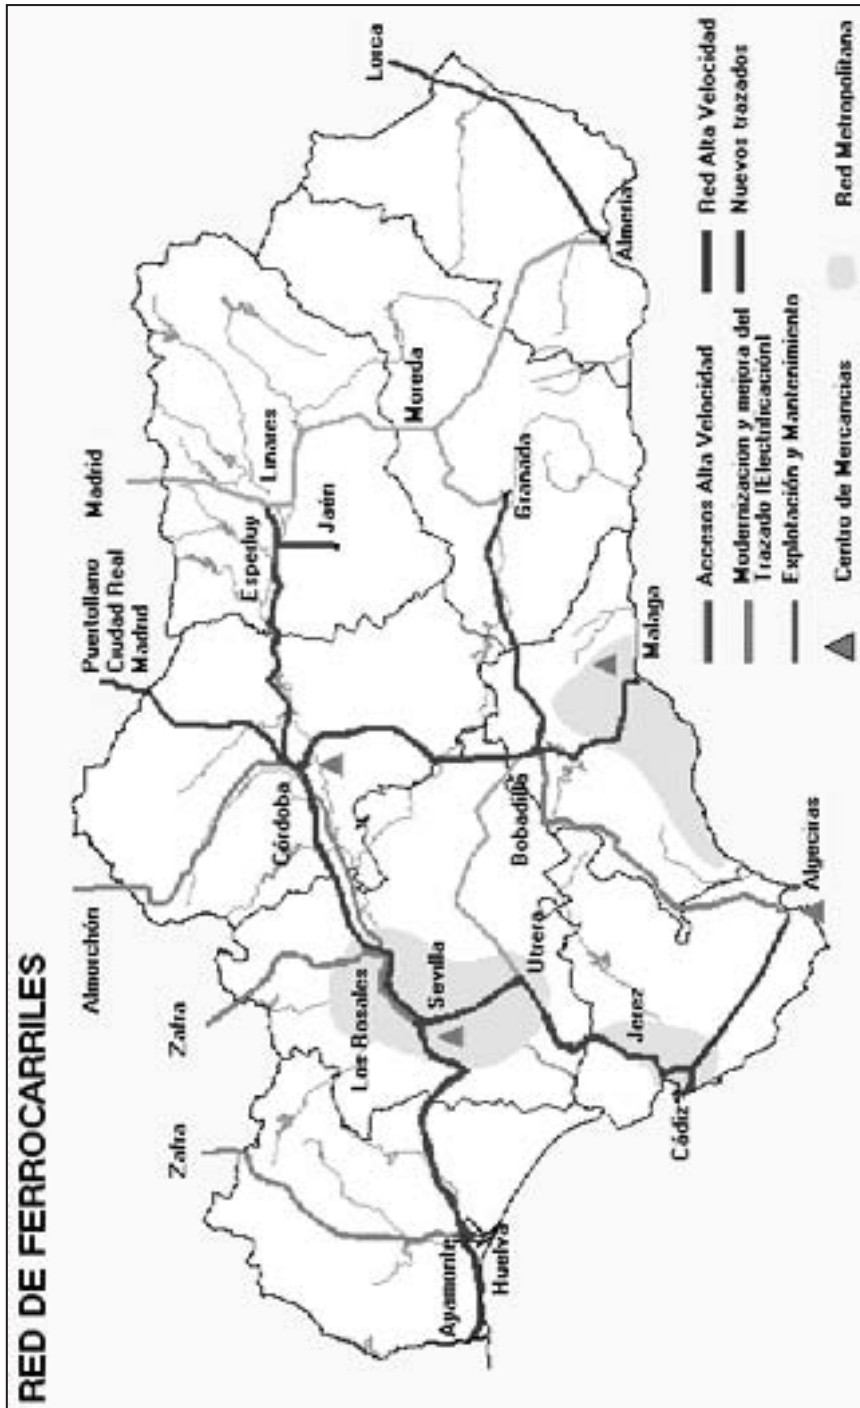 RED DE FERROCARRILES
Zafra
Zafra
Almorchón
Puertollano
Ciudad Real
Madrid
Madrid
Lorca
Los Rosales
Córdoba
Espeluy
Linares
Jaén
Moreda
Ayamonte
Huelva
Sevilla
Utrera
Bobadilla
Granada
Almería
Jerez
Cádiz
Algeciras
Malaga
Accesos Alta Velocidad
Modernización y mejora del
Trazado (Electrificación)
Explotación y Mantenimiento
Centro de Mercancias
Red Alta Velocidad
Nuevos trazados
Red Metropolitana